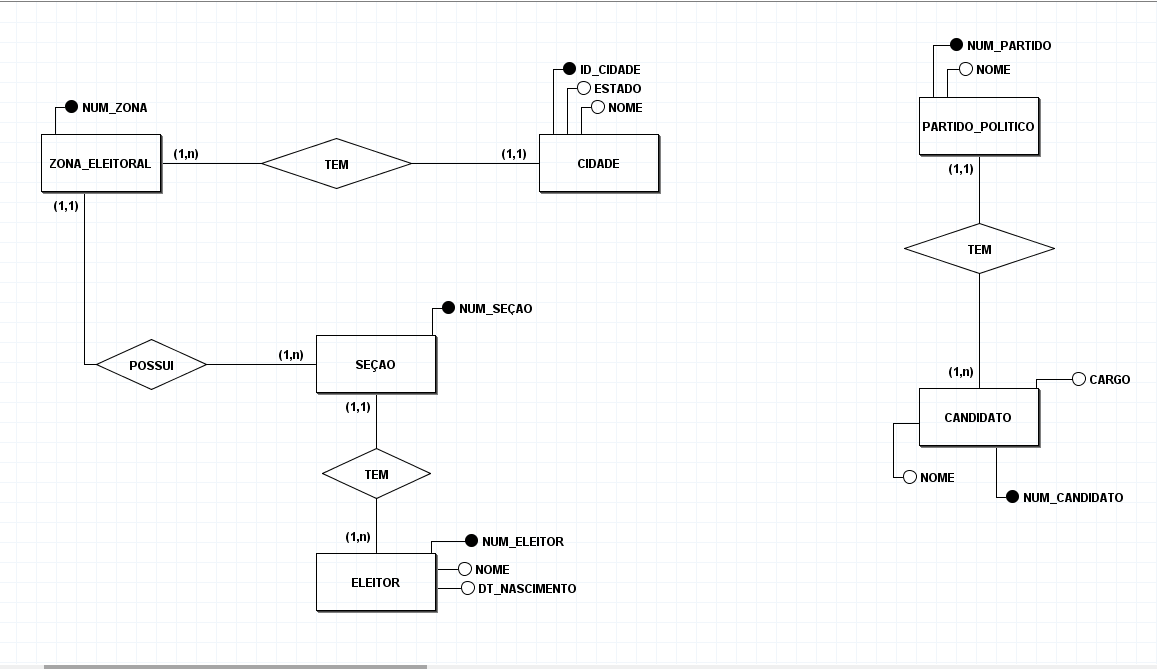 NUM_PARTIDO
NOME
PARTIDO_POLITICO
(1,1)
TEM
(1,n)
CARGO
CANDIDATO
NOME
NUM_CANDIDATO
ID_CIDADE
ESTADO
NOME
NUM_ZONA
ZONA_ELEITORAL
(1,n)
TEM
(1,1)
CIDADE
(1,1)
NUM_SEÇAO
POSSUI
(1,n)
SEÇAO
(1,1)
TEM
(1,n)
NUM_ELEITOR
NOME
ELEITOR
DT_NASCIMENTO